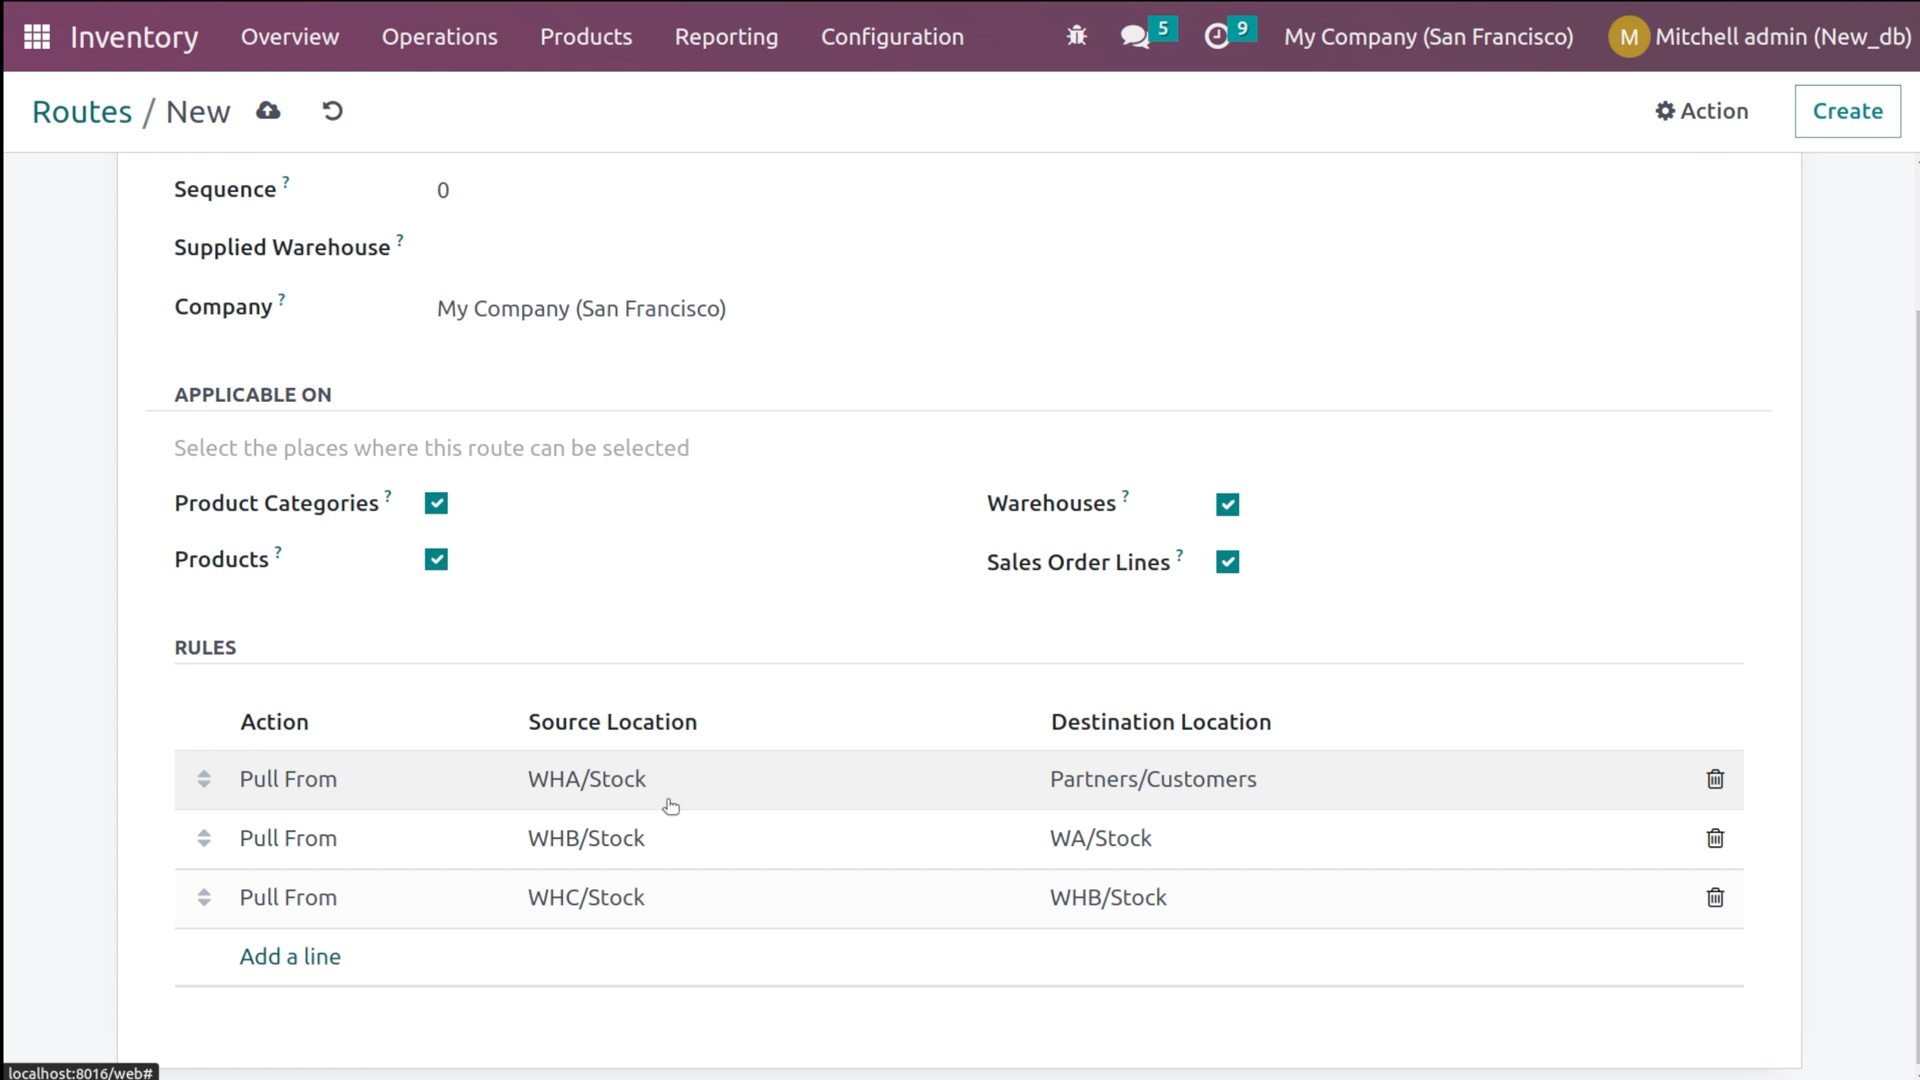 Inventory Overview Operations Products Reporting Configuration 5 9 My Company (San Francisco) M Mitchell admin (New_db)
Routes / New Action Create
Sequence ? 0
Supplied Warehouse ?
Company ? My Company (San Francisco)
APPLICABLE ON
Select the places where this route can be selected
Product Categories ? Warehouses ?
Products ? Sales Order Lines ?
RULES
Action Source Location Destination Location
Pull From WHA/Stock Partners/Customers
Pull From WHB/Stock WA/Stock
Pull From WHC/Stock WHB/Stock
Add a line
localhost:8016/web#